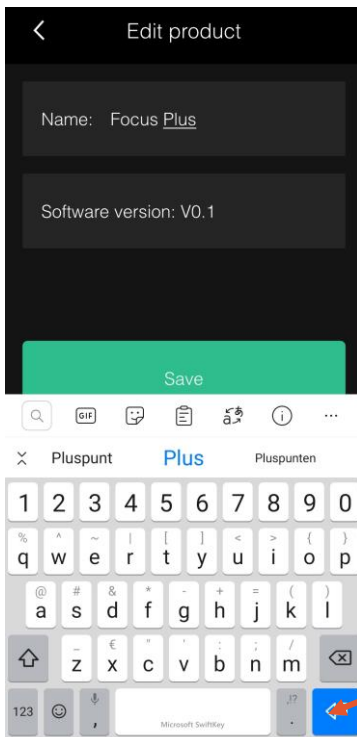 Edit product
Name: Focus Plus
Software version: V0.1
Save
GIF
Pluspunt Plus Pluspunten
1 2 3 4 5 6 7 8 9 0
% ^ ~ | [ ] < > { }
q w e r t y u i o p
@ # & * - + = ( )
a s d f g h j k l
_ € " ' : ; /
z x c v b n m
123 , Microsoft SwiftKey ,!? .